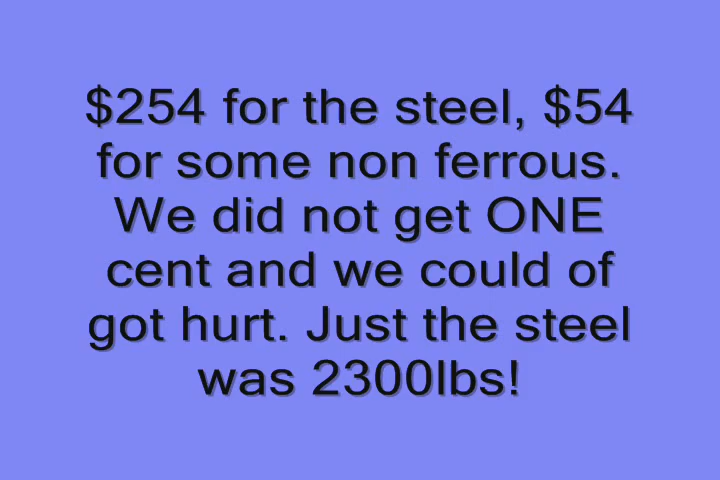 $254 for the steel, $54
for some non ferrous.
We did not get ONE
cent and we could of
got hurt. Just the steel
was 2300lbs!